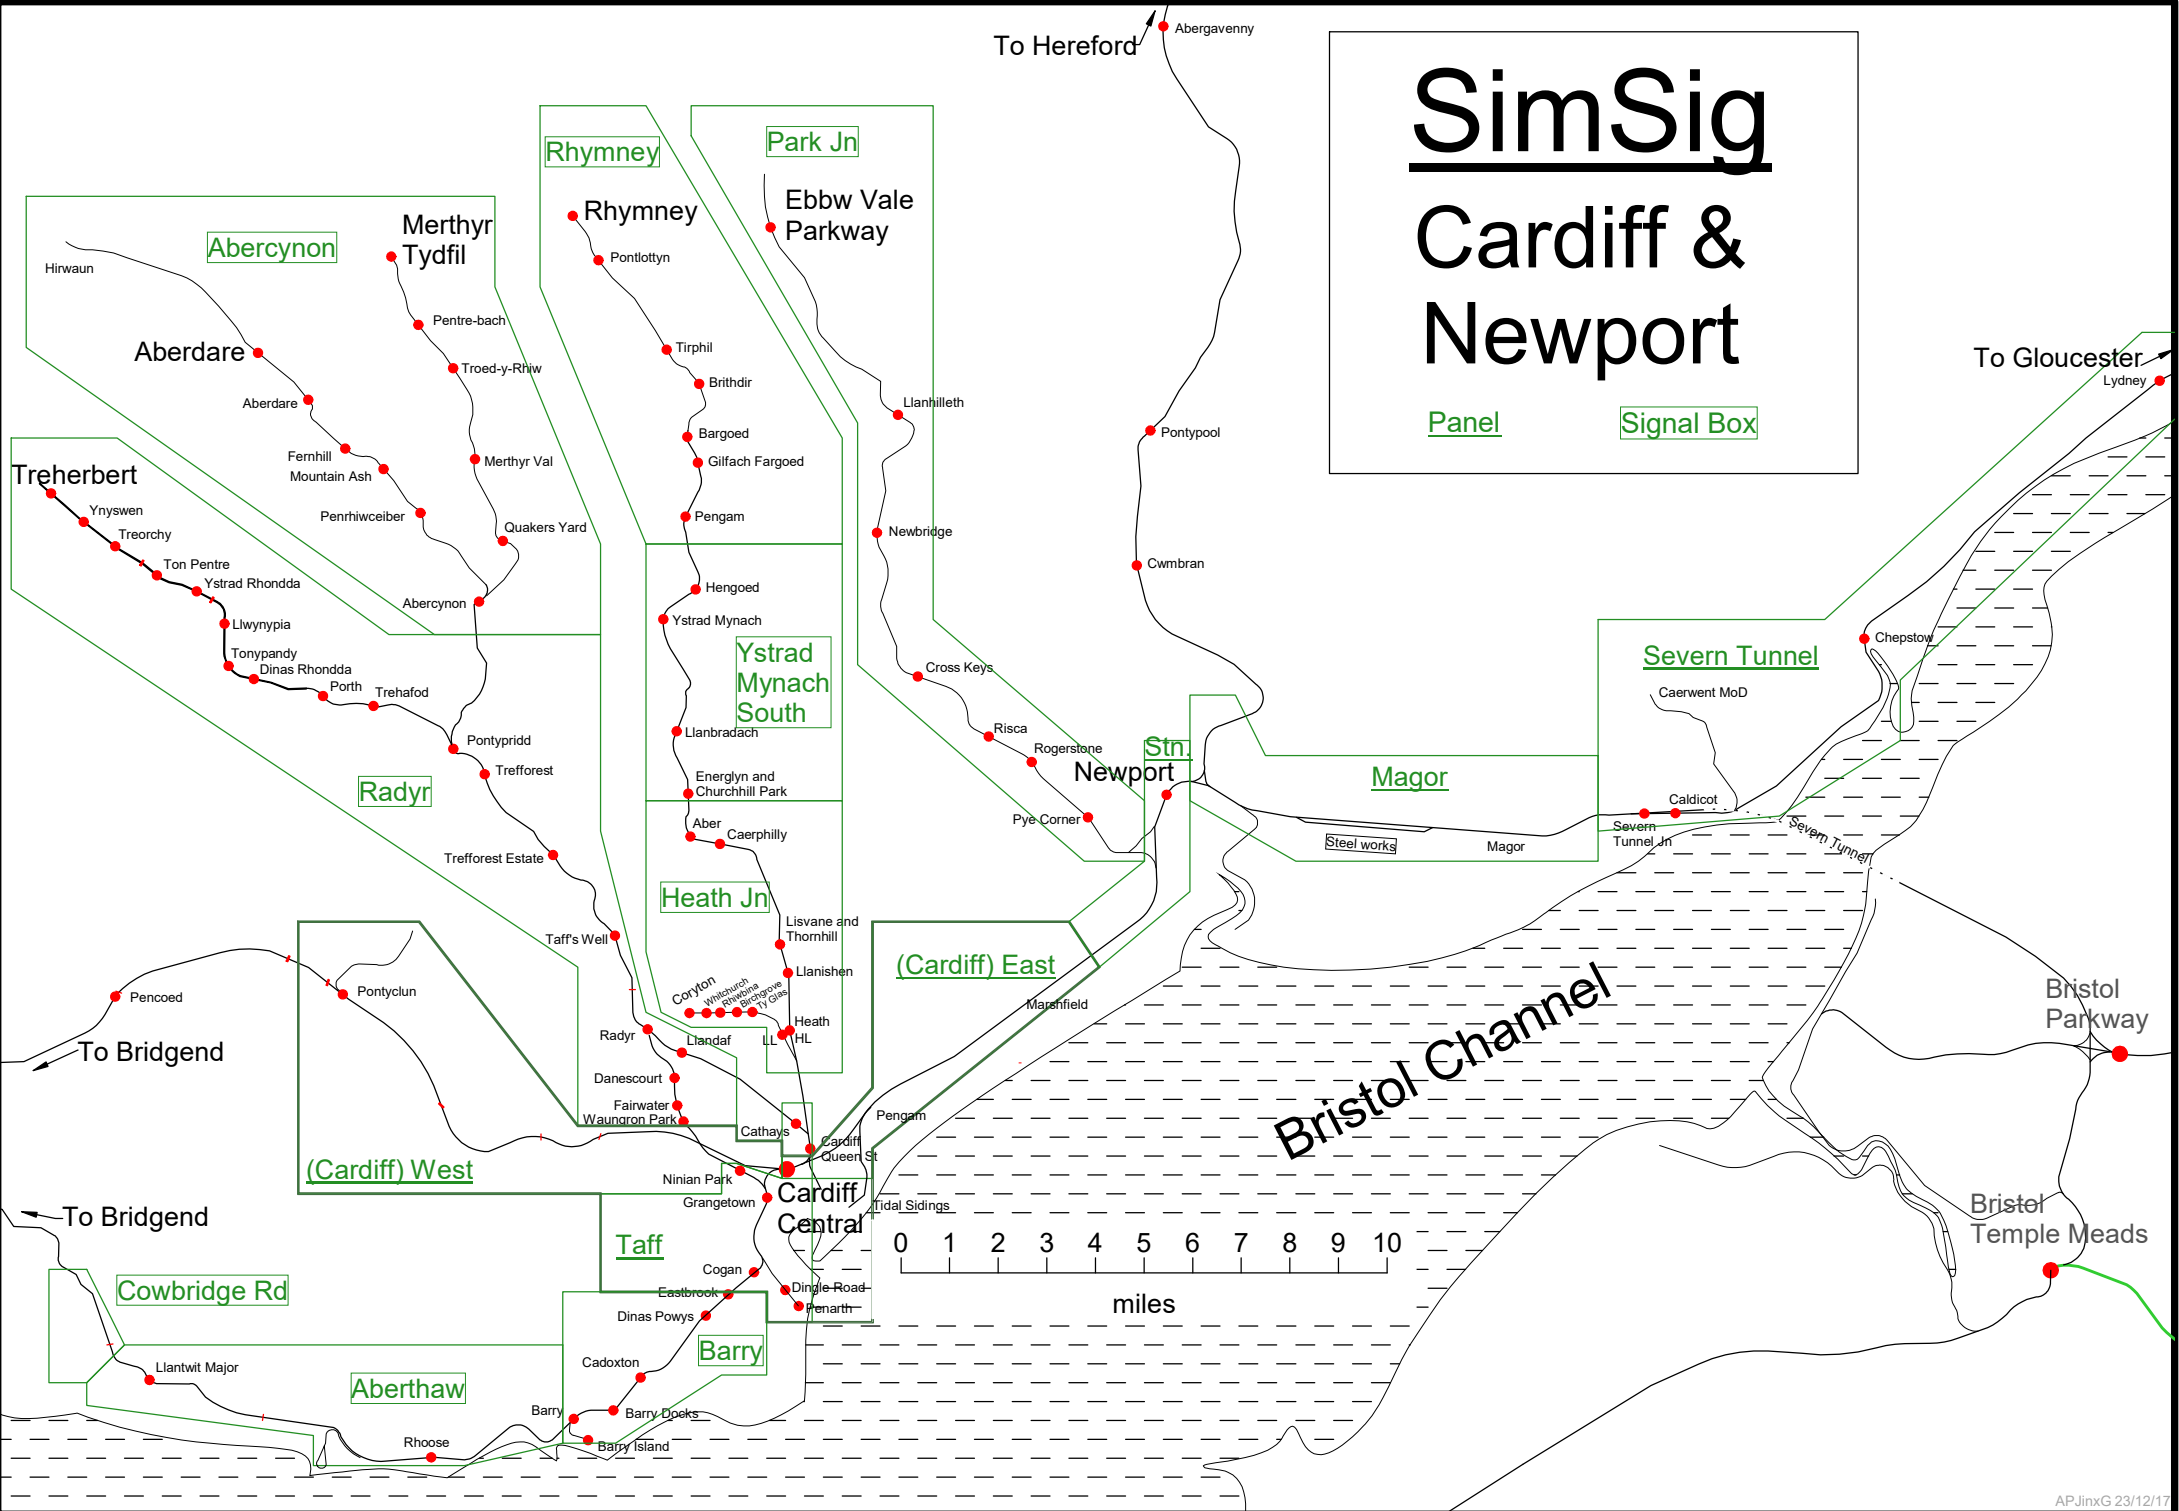 To Hereford
Abergavenny
SimSig
Cardiff &
Newport
Panel
Signal Box
Rhymney
Park Jn
Abercynon
Merthyr
Tydfil
Rhymney
Ebbw Vale
Parkway
Hirwaun
Pontlottyn
Pentre-bach
Aberdare
Troed-y-Rhiw
Tirphil
Brithdir
Aberdare
Llanhilleth
To Gloucester
Lydney
Fernhill
Mountain Ash
Merthyr Val
Bargoed
Gilfach Fargoed
Pontypool
Treherbert
Ynyswen
Treorchy
Ton Pentre
Ystrad Rhondda
Llwynypia
Tonypandy
Dinas Rhondda
Porth
Trehafod
Penrhiwceiber
Quakers Yard
Pengam
Newbridge
Cwmbran
Abercynon
Hengoed
Ystrad Mynach
Ystrad
Mynach
South
Cross Keys
Severn Tunnel
Chepstow
Caerwent MoD
Pontypridd
Trefforest
Radyr
Llanbradach
Energlyn and
Churchhill Park
Risca
Rogerstone
Stn.
Newport
Magor
Pye Corner
Caldicot
Severn
Tunnel Jn
Severn Tunnel
Steel works
Magor
Aber
Caerphilly
Trefforest Estate
Heath Jn
Lisvane and
Thornhill
Taff's Well
Llanishen
(Cardiff) East
Marshfield
Coryton
Whitchurch
Rhiwbina
Birchgrove
Ty Glas
Heath
LL
HL
Pencoed
Pontyclun
To Bridgend
Radyr
Llandaf
Danescourt
Fairwater
Waungron Park
Cathays
Cardiff
Queen St
Pengam
Bristol Channel
Bristol
Parkway
(Cardiff) West
Ninian Park
Grangetown
Cardiff
Central
Tidal Sidings
Bristol
Temple Meads
To Bridgend
Taff
0 1 2 3 4 5 6 7 8 9 10
miles
Cowbridge Rd
Cogan
Eastbrook
Dinas Powys
Dingle Road
Penarth
Barry
Cadoxton
Llantwit Major
Aberthaw
Barry
Barry Docks
Barry Island
Rhoose
APJinxG 23/12/17